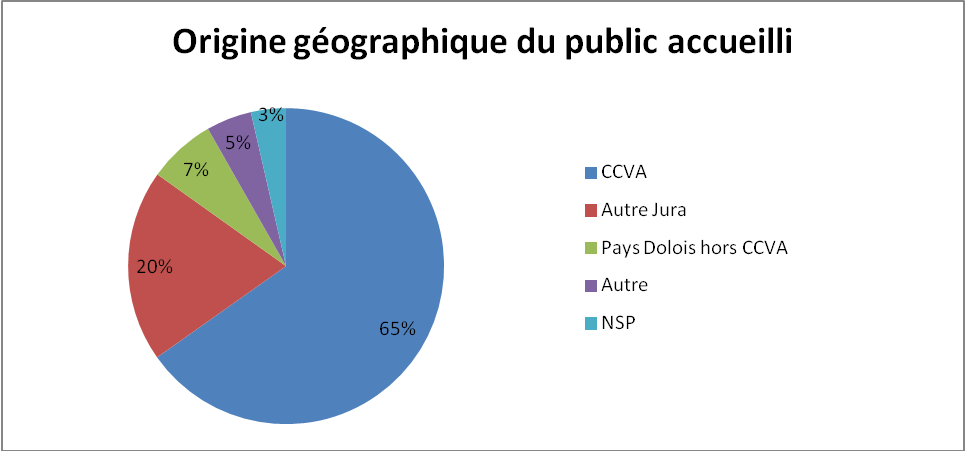 Origine géographique du public accueilli
3%
5%
7%
20%
65%
CCVA
Autre Jura
Pays Dolois hors CCVA
Autre
NSP